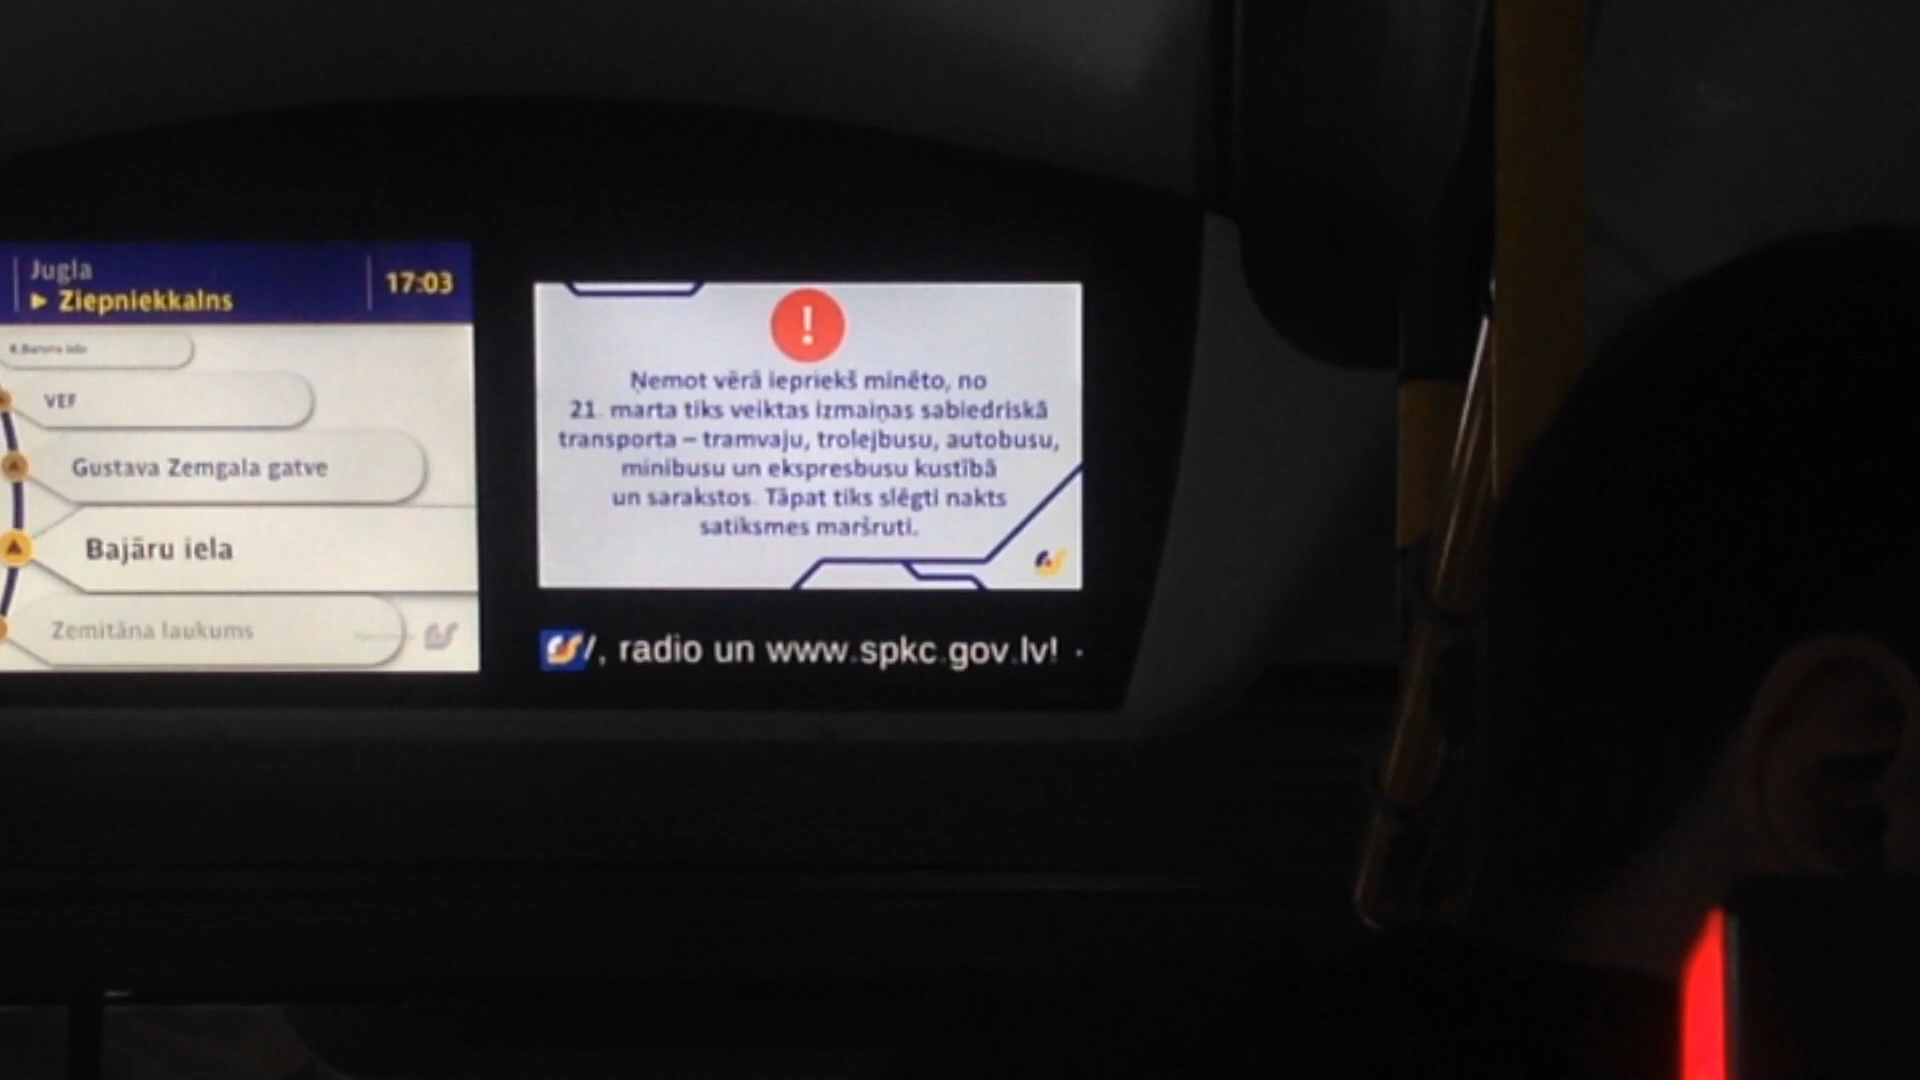 Jugla
► Ziepniekkalns
17:03
K.Barona iela
VEF
Gustava Zemgala gatve
Bajāru iela
Zemitāna laukums
!
Ņemot vērā iepriekš minēto, no
21. marta tiks veiktas izmaiņas sabiedriskā
transporta – tramvaju, trolejbusu, autobusu,
minibusu un ekspresbusu kustībā
un sarakstos. Tāpat tiks slēgti nakts
satiksmes maršruti.
/, radio un www.spkc.gov.lv! ·